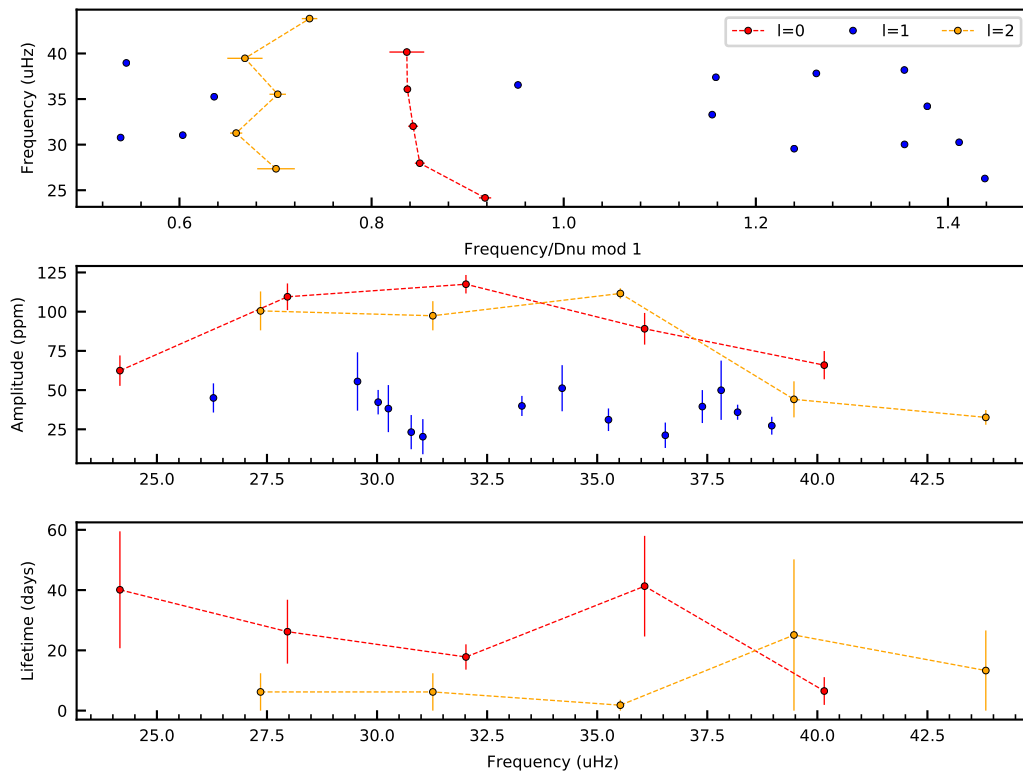 l=0 l=1 l=2
Frequency (uHz)
40
35
30
25
0.6 0.8 1.0 1.2 1.4
Frequency/Dnu mod 1
Amplitude (ppm)
125
100
75
50
25
25.0 27.5 30.0 32.5 35.0 37.5 40.0 42.5
Lifetime (days)
60
40
20
0
25.0 27.5 30.0 32.5 35.0 37.5 40.0 42.5
Frequency (uHz)